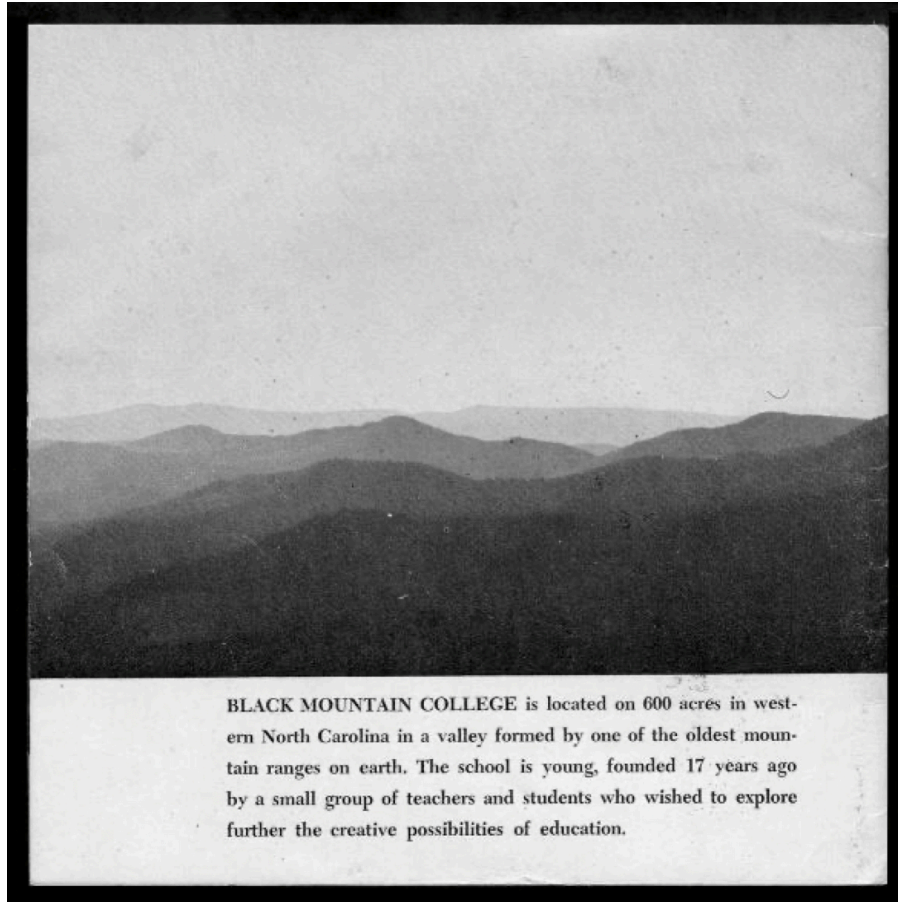 BLACK MOUNTAIN COLLEGE is located on 600 acres in west-
ern North Carolina in a valley formed by one of the oldest moun-
tain ranges on earth. The school is young, founded 17 years ago
by a small group of teachers and students who wished to explore
further the creative possibilities of education.